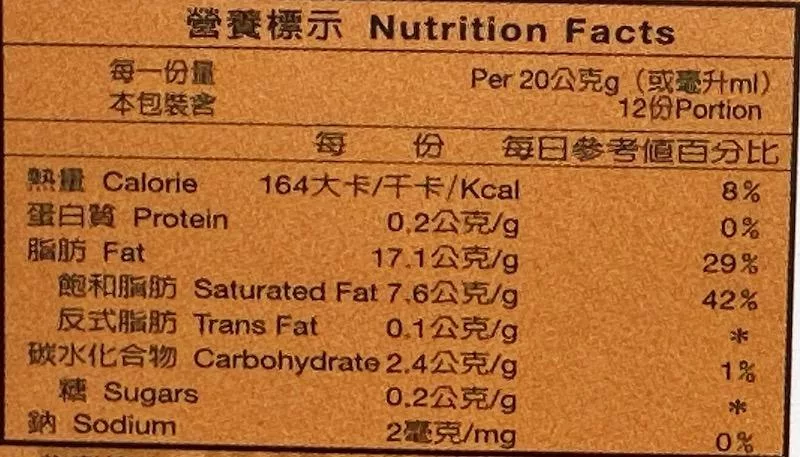 營養標示 Nutrition Facts
每一份量 Per 20公克g（或毫升ml）
本包裝含 12份Portion
每 份 每日參考值百分比
熱量 Calorie 164大卡/千卡/Kcal 8%
蛋白質 Protein 0.2公克/g 0%
脂肪 Fat 17.1公克/g 29%
飽和脂肪 Saturated Fat 7.6公克/g 42%
反式脂肪 Trans Fat 0.1公克/g *
碳水化合物 Carbohydrate 2.4公克/g 1%
糖 Sugars 0.2公克/g *
鈉 Sodium 2毫克/mg 0%